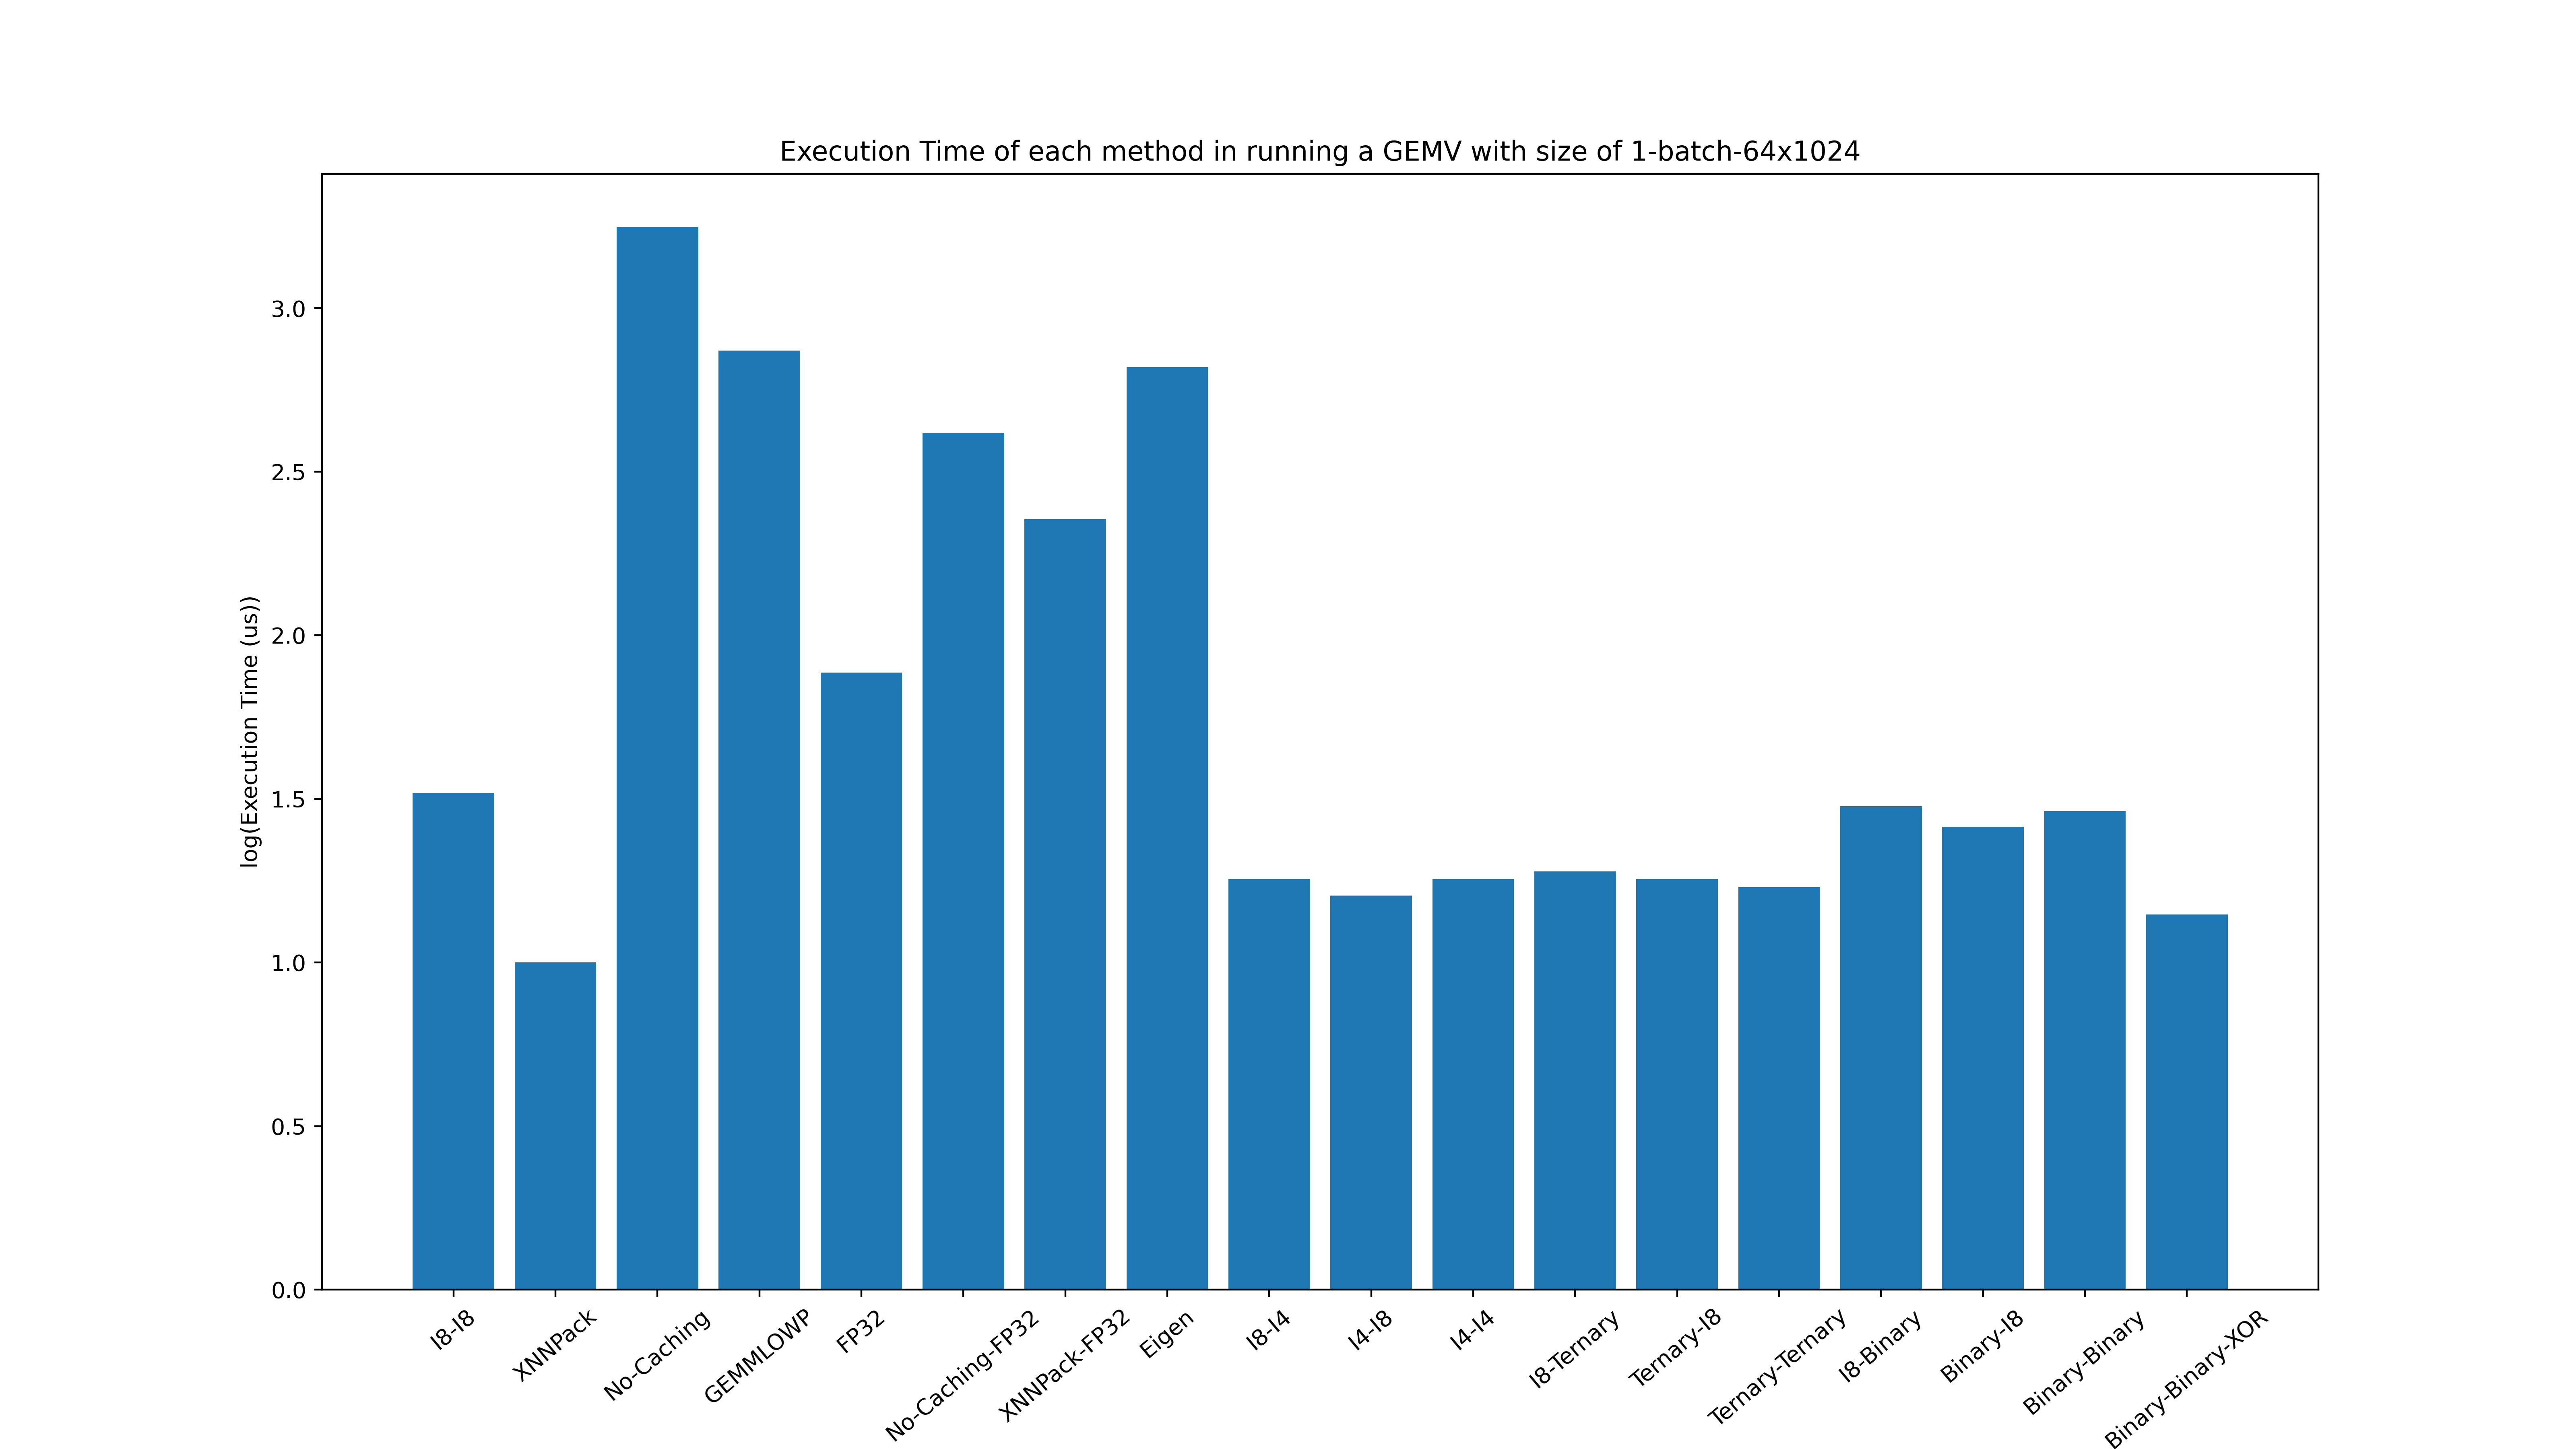 Execution Time of each method in running a GEMV with size of 1-batch-64x1024
log(Execution Time (us))
3.0
2.5
2.0
1.5
1.0
0.5
0.0
I8-I8
XNNPack
No-Caching
GEMMLOWP
FP32
No-Caching-FP32
XNNPack-FP32
Eigen
I8-I4
I4-I8
I4-I4
I8-Ternary
Ternary-I8
Ternary-Ternary
I8-Binary
Binary-I8
Binary-Binary
Binary-Binary-XOR